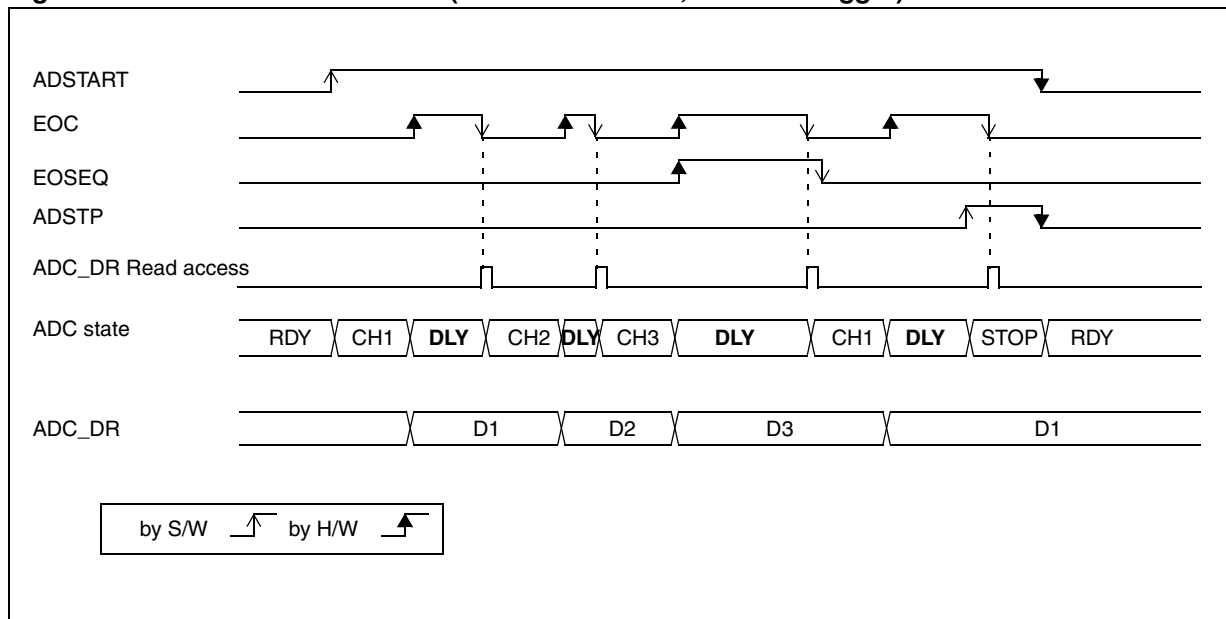 ADSTART
EOC
EOSEQ
ADSTP
ADC_DR Read access
ADC state RDY CH1 DLY CH2 DLY CH3 DLY CH1 DLY STOP RDY
ADC_DR D1 D2 D3 D1
by S/W by H/W